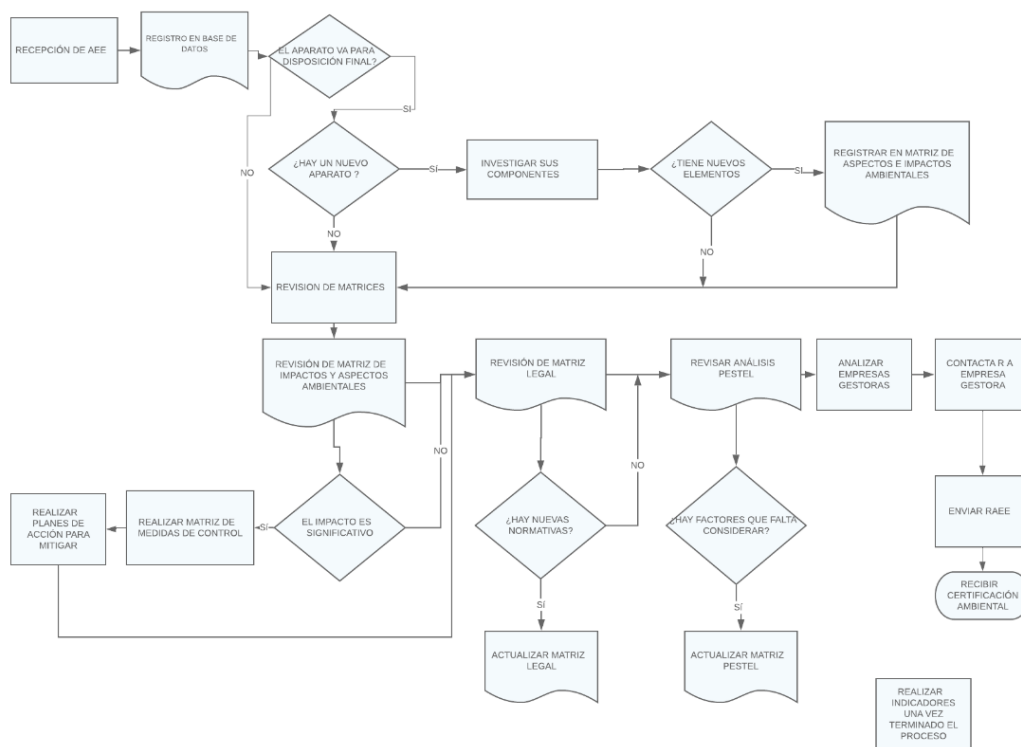 RECEPCIÓN DE AEE
REGISTRO EN BASE DE
DATOS
EL APARATO VA PARA
DISPOSICIÓN FINAL?
SI
NO
¿HAY UN NUEVO
APARATO ?
Sí
INVESTIGAR SUS
COMPONENTES
¿TIENE NUEVOS
ELEMENTOS
SI
REGISTRAR EN MATRIZ DE
ASPECTOS E IMPACTOS
AMBIENTALES
NO
NO
REVISION DE MATRICES
REVISIÓN DE MATRIZ DE
IMPACTOS Y ASPECTOS
AMBIENTALES
REVISIÓN DE MATRIZ
LEGAL
REVISAR ANÁLISIS
PESTEL
ANALIZAR
EMPRESAS
GESTORAS
CONTACTA R A
EMPRESA
GESTORA
NO
NO
REALIZAR
PLANES DE
ACCIÓN PARA
MITIGAR
REALIZAR MATRIZ DE
MEDIDAS DE CONTROL
Sí
EL IMPACTO ES
SIGNIFICATIVO
¿HAY NUEVAS
NORMATIVAS?
¿HAY FACTORES QUE FALTA
CONSIDERAR?
ENVIAR RAEE
RECIBIR
CERTIFICACIÓN
AMBIENTAL
Sí
Sí
ACTUALIZAR MATRIZ
LEGAL
ACTUALIZAR MATRIZ
PESTEL
REALIZAR
INDICADORES
UNA VEZ
TERMINADO EL
PROCESO